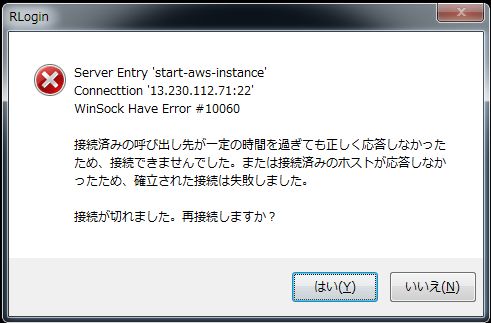 RLogin
Server Entry 'start-aws-instance'
Connecttion '13.230.112.71:22'
WinSock Have Error #10060
接続済みの呼び出し先が一定の時間を過ぎても正しく応答しなかった
ため、接続できませんでした。または接続済みのホストが応答しなか
ったため、確立された接続は失敗しました。
接続が切れました。再接続しますか？
はい(Y)
いいえ(N)